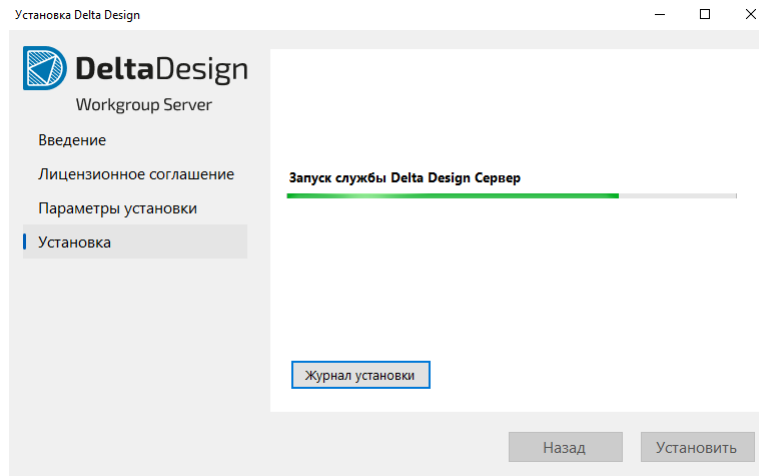 Установка Delta Design
DeltaDesign
Workgroup Server
Введение
Лицензионное соглашение
Параметры установки
Установка
Запуск службы Delta Design Сервер
Журнал установки
Назад
Установить